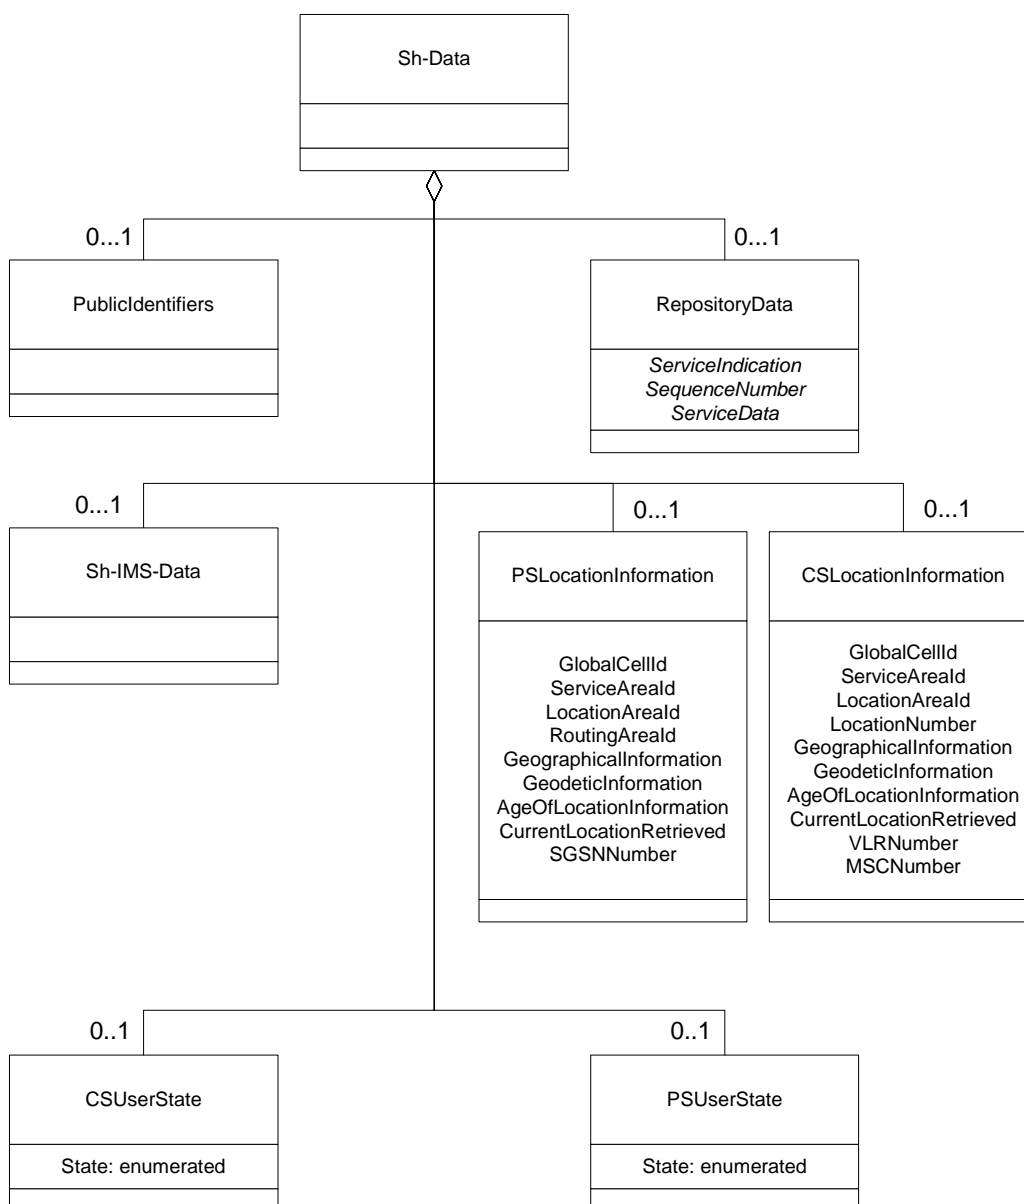 Sh-Data
0...1
0...1
PublicIdentifiers
RepositoryData
ServiceIndication
SequenceNumber
ServiceData
0...1
0...1
0...1
Sh-IMS-Data
PSLocationInformation
CSLocationInformation
GlobalCellId
ServiceAreaId
LocationAreaId
RoutingAreaId
GeographicalInformation
GeodeticInformation
AgeOfLocationInformation
CurrentLocationRetrieved
SGSNNumber
GlobalCellId
ServiceAreaId
LocationAreaId
LocationNumber
GeographicalInformation
GeodeticInformation
AgeOfLocationInformation
CurrentLocationRetrieved
VLRNumber
MSCNumber
0..1
0..1
CSUserState
PSUserState
State: enumerated
State: enumerated